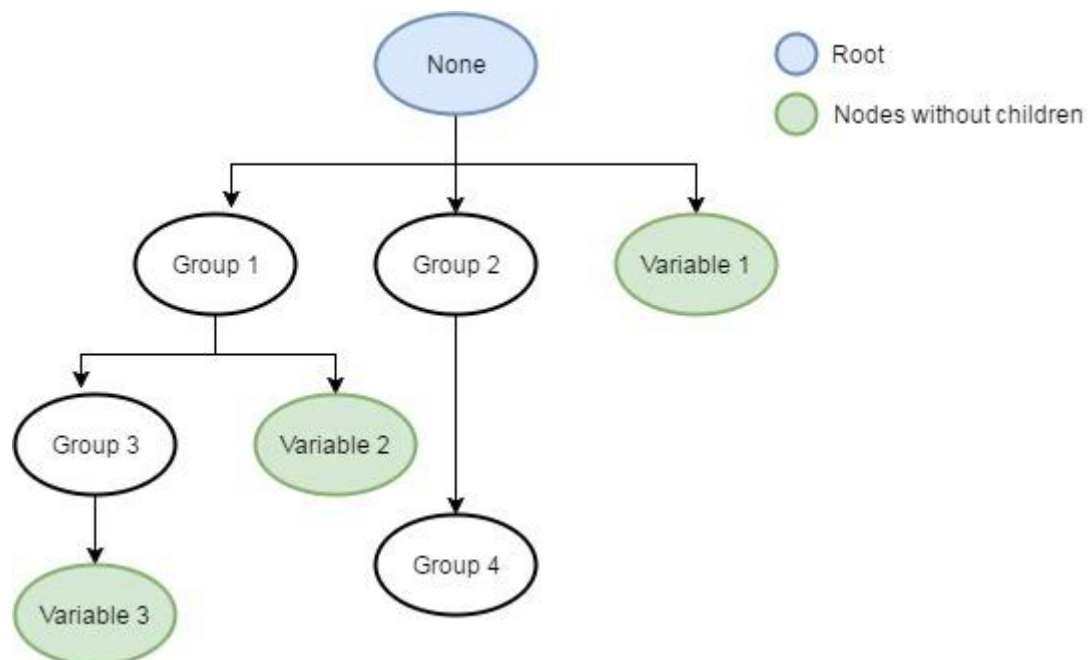 None
Root
Nodes without children
Group 1
Group 2
Variable 1
Group 3
Variable 2
Group 4
Variable 3